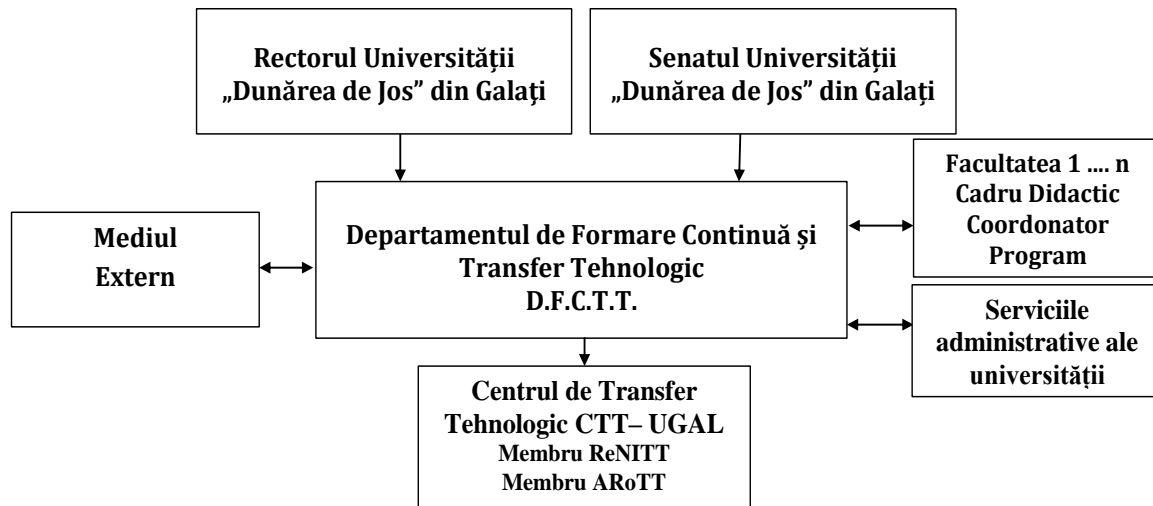 Rectorul Universității
„Dunărea de Jos” din Galați
Senatul Universității
„Dunărea de Jos” din Galați
Facultatea 1 .... n
Cadru Didactic
Coordonator
Program
Mediul
Extern
Departamentul de Formare Continuă și
Transfer Tehnologic
D.F.C.T.T.
Serviciile
administrative ale
universității
Centrul de Transfer
Tehnologic CTT– UGAL
Membru ReNITT
Membru ARoTT